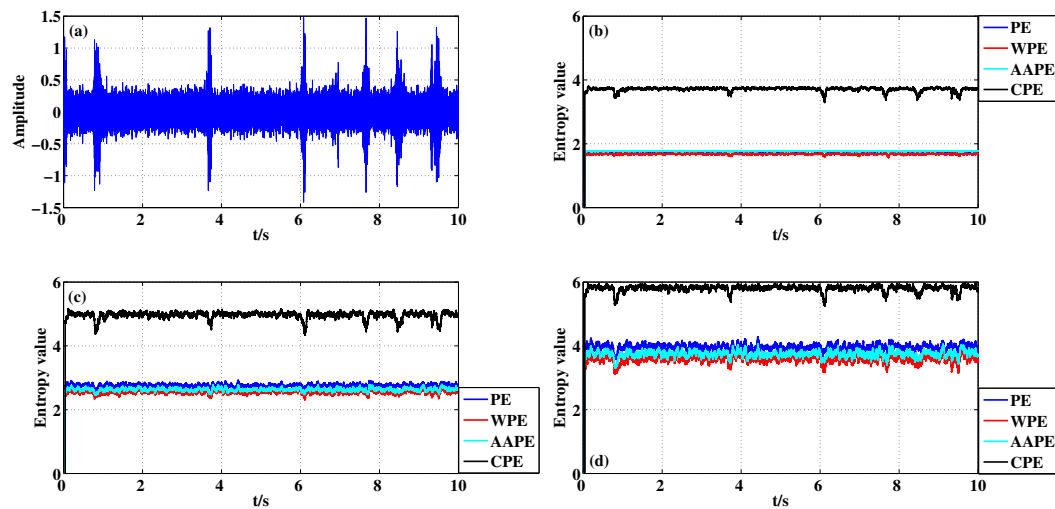 (a)
Amplitude
1.5
1
0.5
0
−0.5
−1
−1.5
0 2 4 6 8 10
t/s
(b)
Entropy value
6
4
2
0
0 2 4 6 8 10
t/s
PE
WPE
AAPE
CPE
(c)
Entropy value
6
4
2
0
0 2 4 6 8 10
t/s
PE
WPE
AAPE
CPE
(d)
Entropy value
6
4
2
0
0 2 4 6 8 10
t/s
PE
WPE
AAPE
CPE